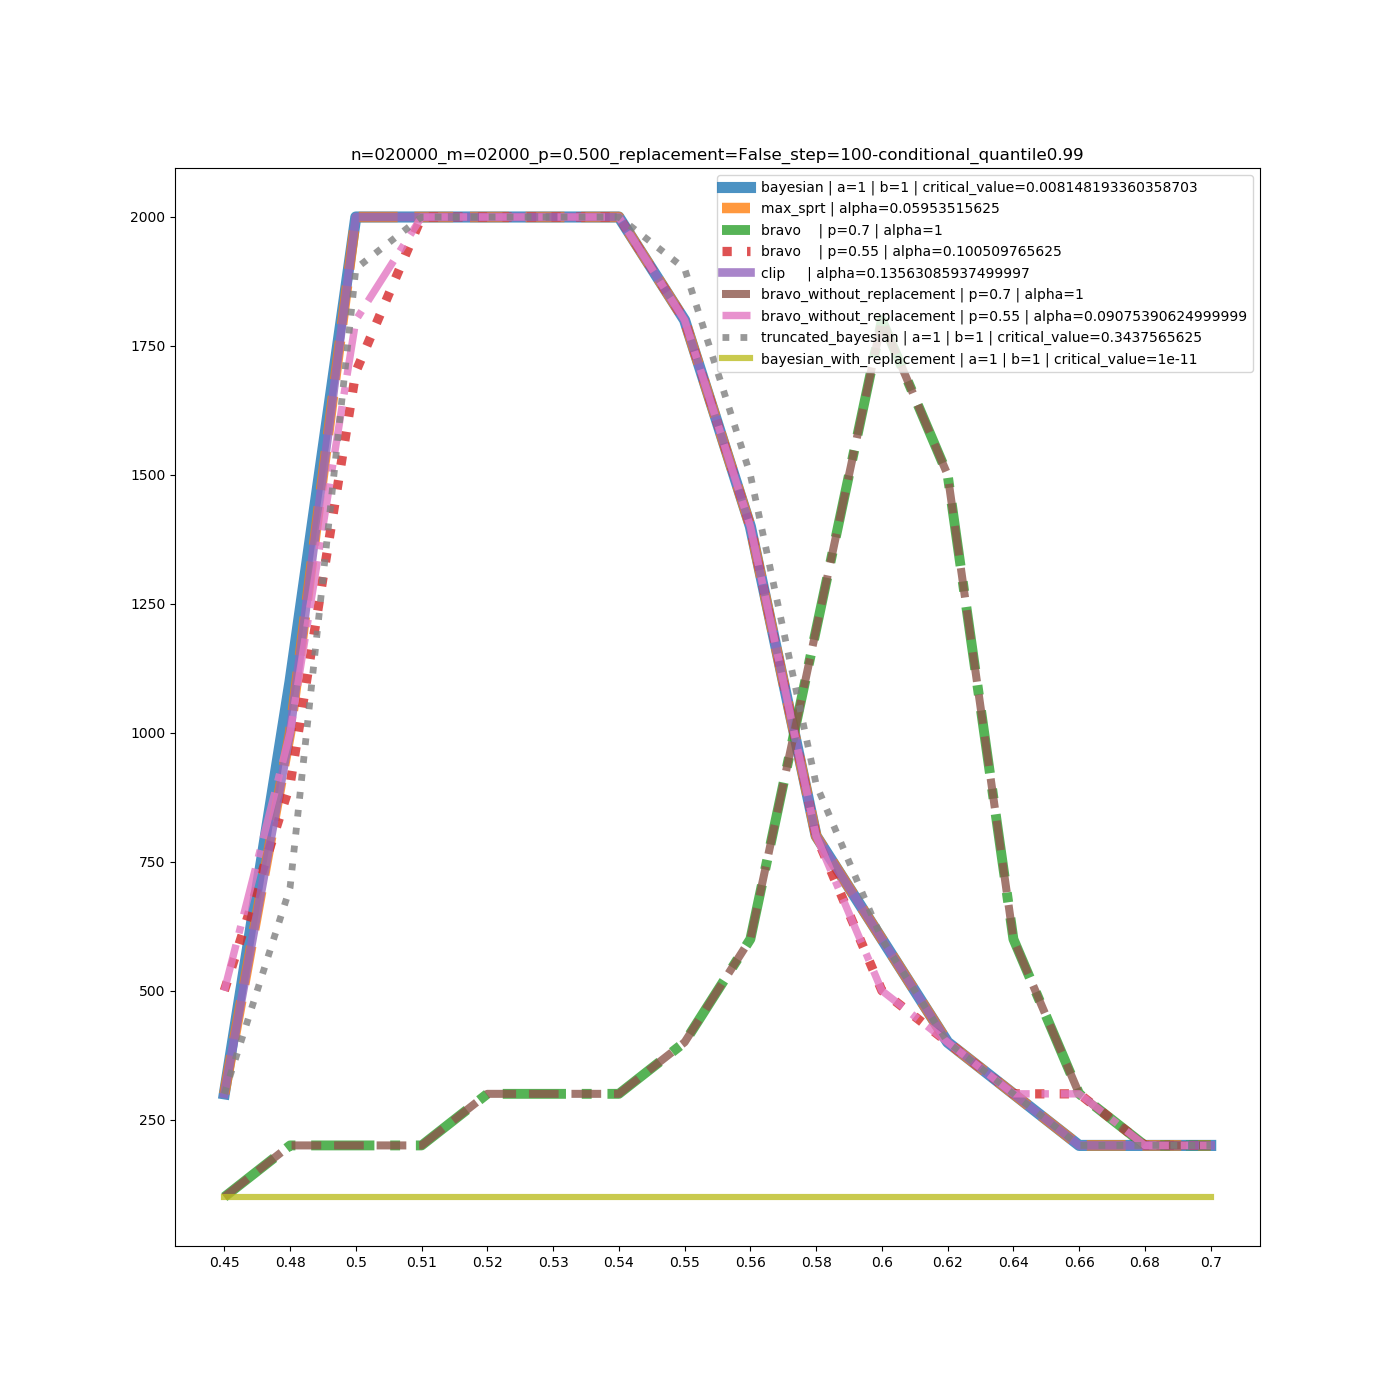 n=020000_m=02000_p=0.500_replacement=False_step=100-conditional_quantile0.99
bayesian | a=1 | b=1 | critical_value=0.008148193360358703
max_sprt | alpha=0.05953515625
bravo | p=0.7 | alpha=1
bravo | p=0.55 | alpha=0.100509765625
clip | alpha=0.13563085937499997
bravo_without_replacement | p=0.7 | alpha=1
bravo_without_replacement | p=0.55 | alpha=0.09075390624999999
truncated_bayesian | a=1 | b=1 | critical_value=0.3437565625
bayesian_with_replacement | a=1 | b=1 | critical_value=1e-11
2000
1750
1500
1250
1000
750
500
250
0.45 0.48 0.5 0.51 0.52 0.53 0.54 0.55 0.56 0.58 0.6 0.62 0.64 0.66 0.68 0.7